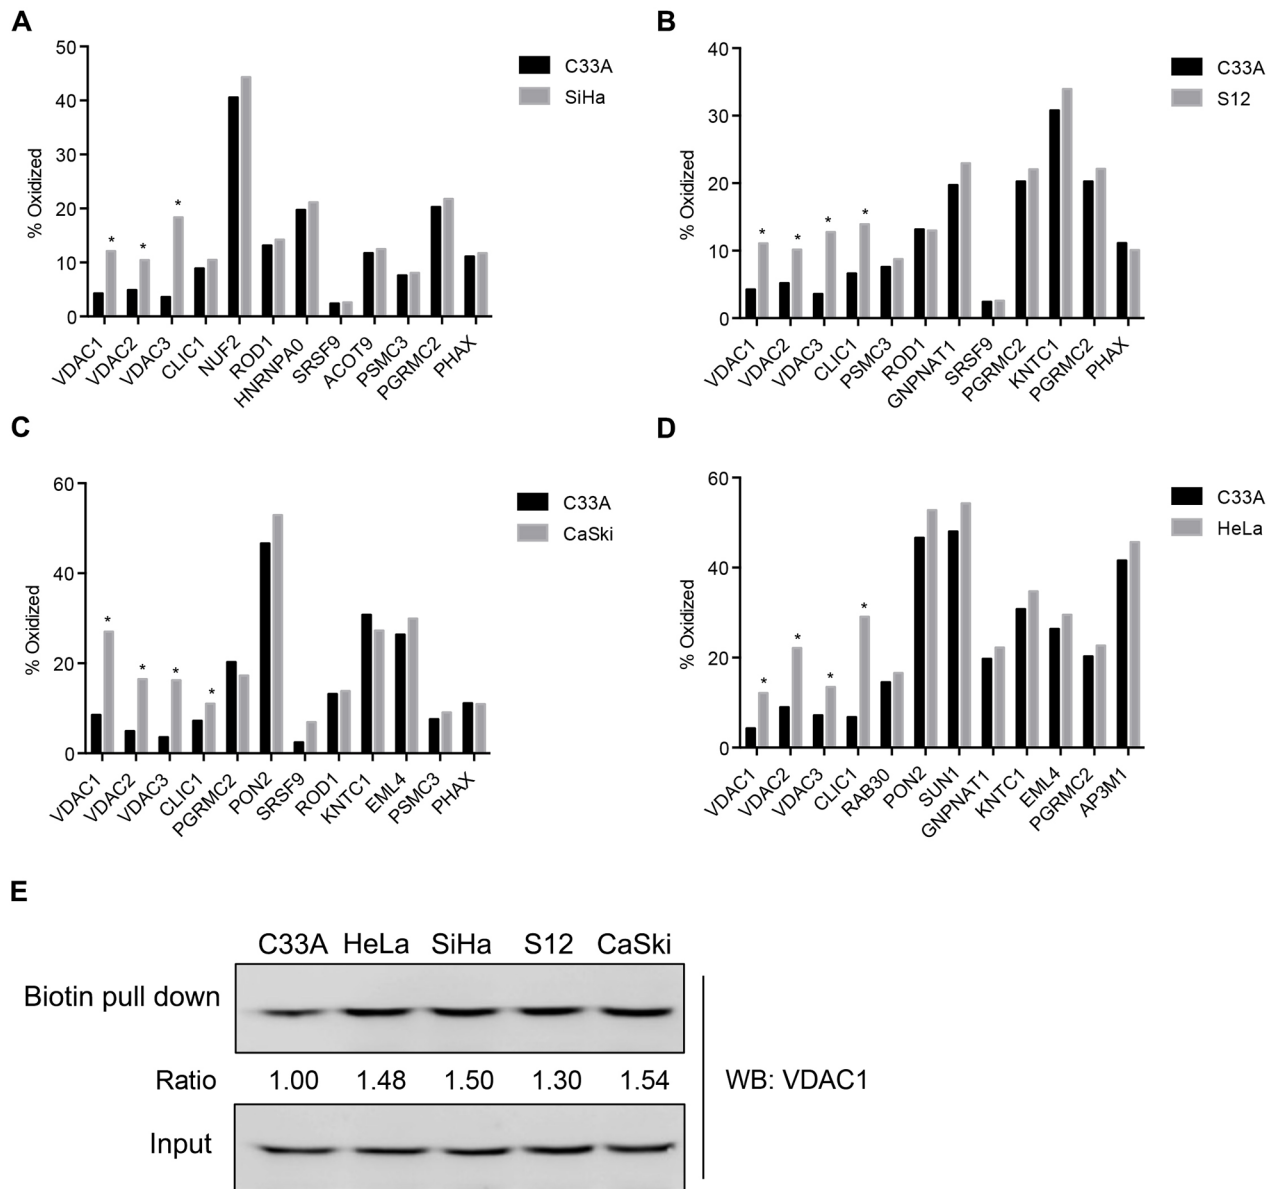 A
% Oxidized
50
40
30
20
10
0
C33A
SiHa
VDAC1
VDAC2
VDAC3
CLIC1
NUF2
ROD1
HNRNPA0
SRSF9
ACOT9
PSMC3
PGRMC2
PHAX
* * *
B
% Oxidized
40
30
20
10
0
C33A
S12
VDAC1
VDAC2
VDAC3
CLIC1
PSMC3
ROD1
GNPNAT1
SRSF9
PGRMC2
KNTC1
PGRMC2
PHAX
* * * *
C
% Oxidized
60
40
20
0
C33A
CaSki
VDAC1
VDAC2
VDAC3
CLIC1
PGRMC2
PON2
SRSF9
ROD1
KNTC1
EML4
PSMC3
PHAX
* * * *
D
% Oxidized
60
40
20
0
C33A
HeLa
VDAC1
VDAC2
VDAC3
CLIC1
RAB30
PON2
SUN1
GNPNAT1
KNTC1
EML4
PGRMC2
AP3M1
* * * *
E
C33A HeLa SiHa S12 CaSki
Biotin pull down
Ratio 1.00 1.48 1.50 1.30 1.54
WB: VDAC1
Input